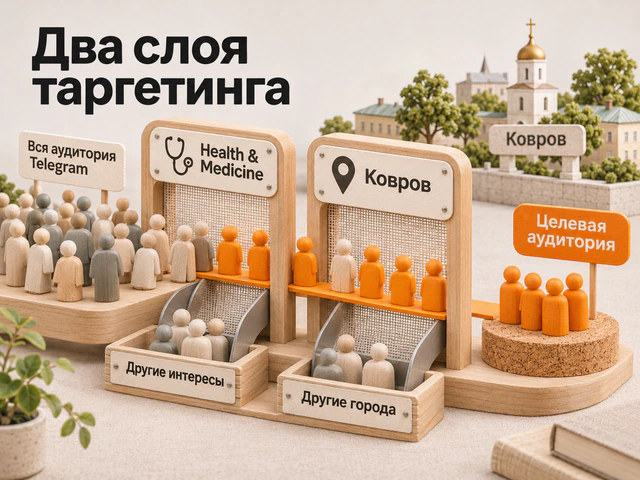 Два слоя
таргетинга
Вся аудитория
Telegram
Health &
Medicine
Ковров
Ковров
Целевая
аудитория
Другие интересы
Другие города